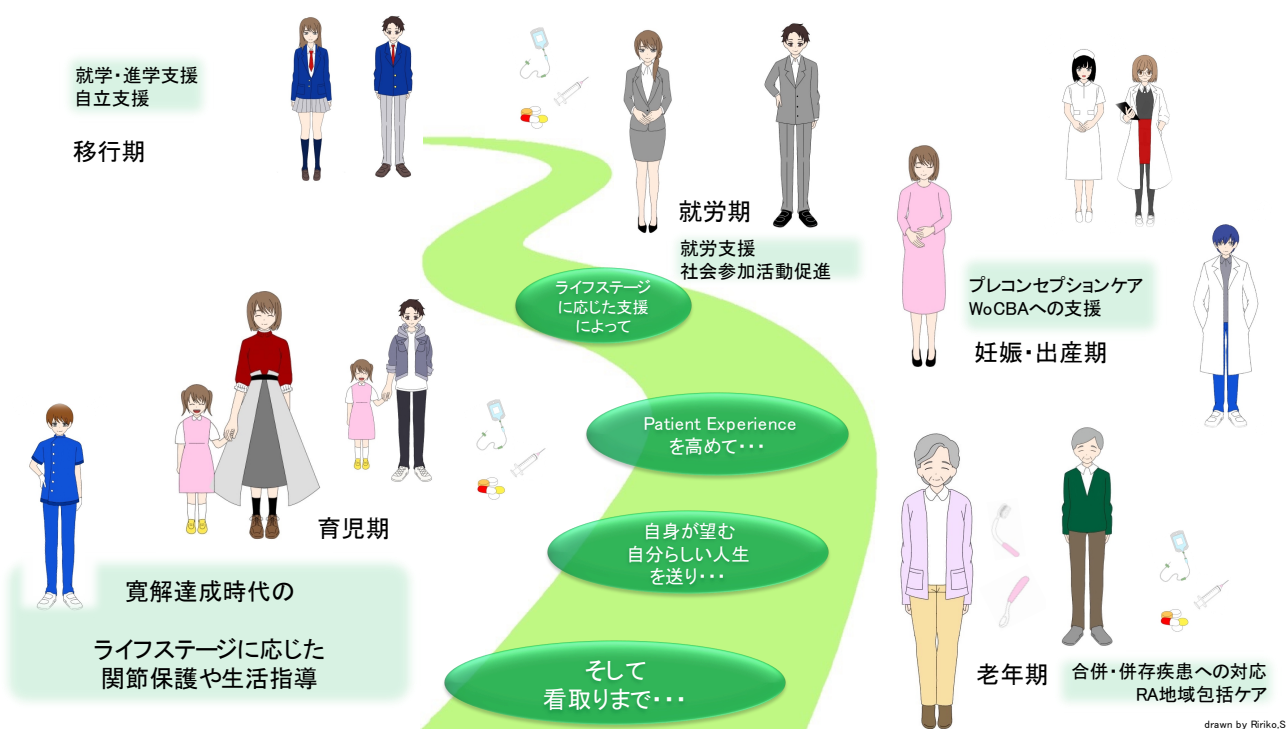 就学・進学支援
自立支援
移行期
就労期
就労支援
社会参加活動促進
プレコンセプションケア
WoCBAへの支援
妊娠・出産期
ライフステージ
に応じた支援
によって
Patient Experience
を高めて・・・
自身が望む
自分らしい人生
を送り・・・
そして
看取りまで・・・
育児期
寛解達成時代の
ライフステージに応じた
関節保護や生活指導
老年期
合併・併存疾患への対応
RA地域包括ケア
drawn by Ririko,S